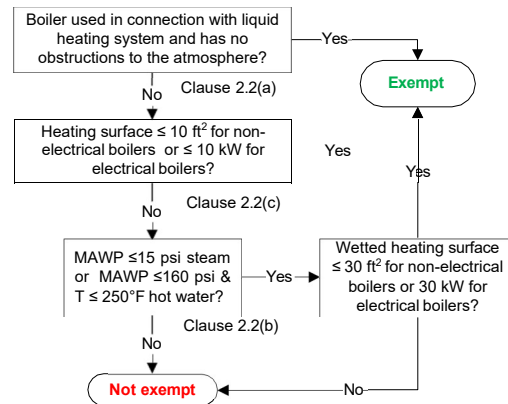 Boiler used in connection with liquid
heating system and has no
obstructions to the atmosphere?
Yes
Exempt
No
Clause 2.2(a)
Heating surface ≤ 10 ft² for non-
electrical boilers or ≤ 10 kW for
electrical boilers?
Yes
Yes
No
Clause 2.2(c)
MAWP ≤15 psi steam
or MAWP ≤160 psi &
T ≤ 250°F hot water?
Yes
Wetted heating surface
≤ 30 ft² for non-electrical
boilers or 30 kW for
electrical boilers?
Clause 2.2(b)
No
Not exempt
No